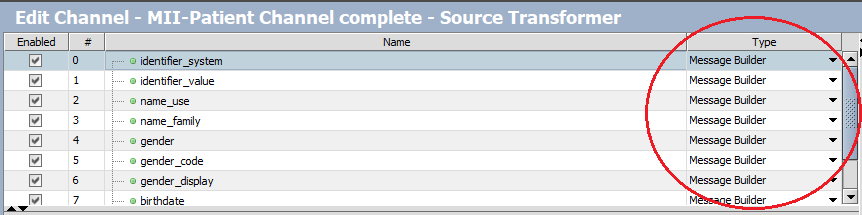 Edit Channel - MII-Patient Channel complete - Source Transformer
Enabled # Name Type
0 identifier_system Message Builder
1 identifier_value Message Builder
2 name_use Message Builder
3 name_family Message Builder
4 gender Message Builder
5 gender_code Message Builder
6 gender_display Message Builder
7 birthdate Message Builder